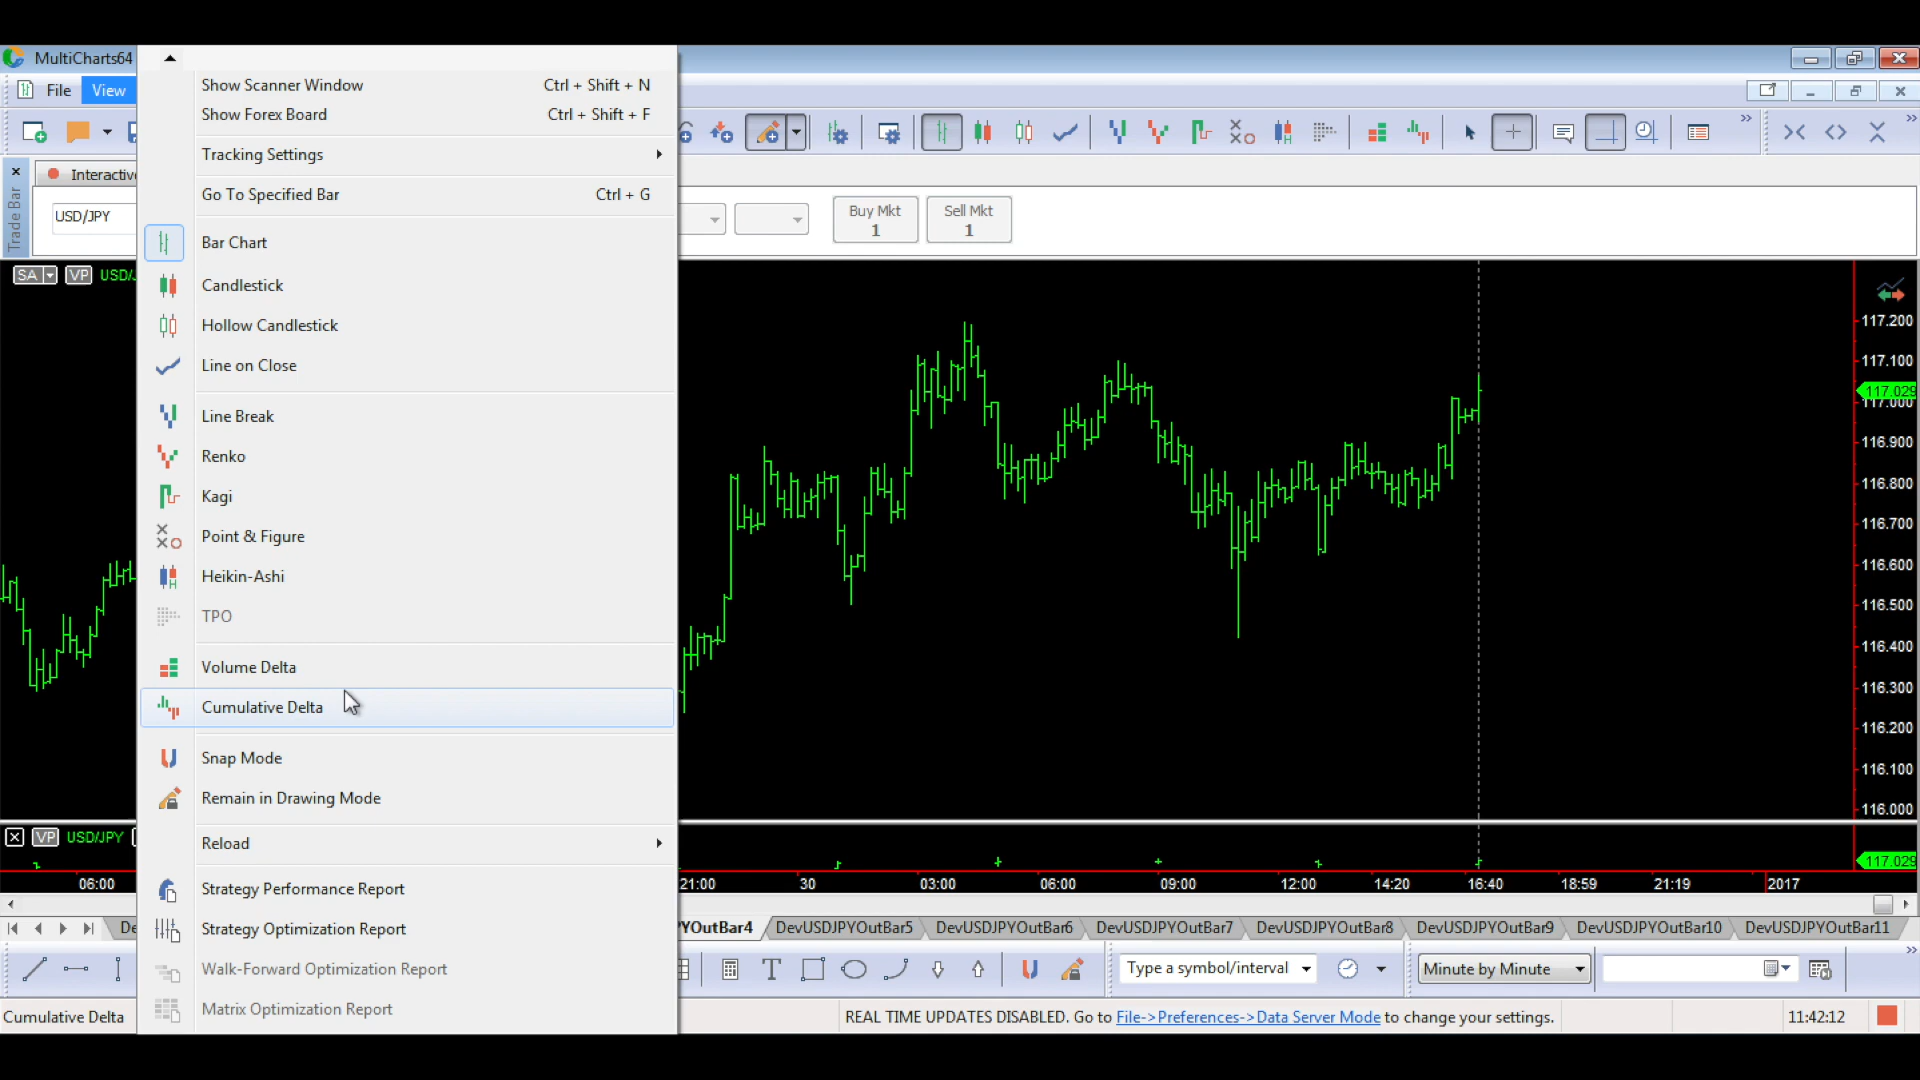 MultiCharts64
File View
Show Scanner Window Ctrl + Shift + N
Show Forex Board Ctrl + Shift + F
Tracking Settings
Go To Specified Bar Ctrl + G
Bar Chart
Candlestick
Hollow Candlestick
Line on Close
Line Break
Renko
Kagi
Point & Figure
Heikin-Ashi
TPO
Volume Delta
Cumulative Delta
Snap Mode
Remain in Drawing Mode
Reload
Strategy Performance Report
Strategy Optimization Report
Walk-Forward Optimization Report
Matrix Optimization Report
Trade Bar
USD/JPY
Buy Mkt
1
Sell Mkt
1
SA VP
117.200
117.100
117.029
117.000
116.900
116.800
116.700
116.600
116.500
116.400
116.300
116.200
116.100
116.000
VP USD/JPY
117.029
06:00 21:00 30 03:00 06:00 09:00 12:00 14:20 16:40 18:59 21:19 2017
DevUSDJPYOutBar5 DevUSDJPYOutBar6 DevUSDJPYOutBar7 DevUSDJPYOutBar8 DevUSDJPYOutBar9 DevUSDJPYOutBar10 DevUSDJPYOutBar11
Type a symbol/interval Minute by Minute
Cumulative Delta REAL TIME UPDATES DISABLED. Go to File->Preferences->Data Server Mode to change your settings. 11:42:12